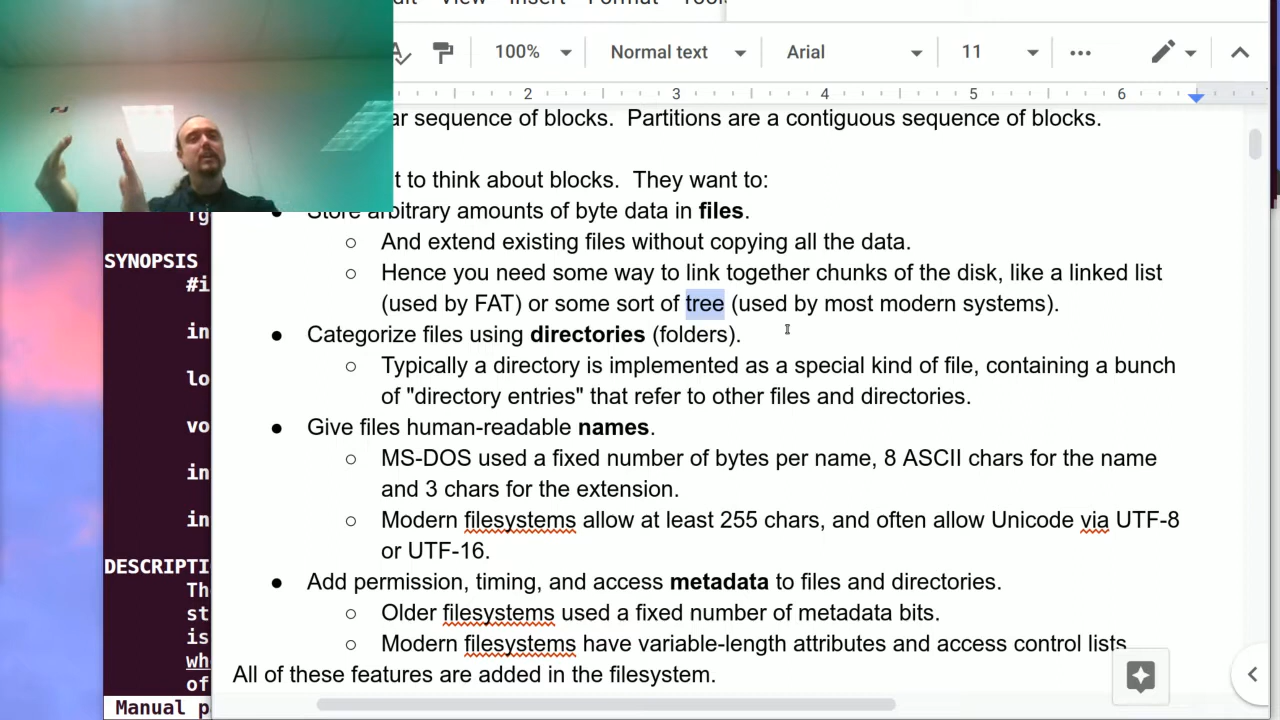 View Insert Format
100% Normal text Arial 11
2 3 4 5 6
sequence of blocks. Partitions are a contiguous sequence of blocks.
to think about blocks. They want to:
● Store arbitrary amounts of byte data in files.
○ And extend existing files without copying all the data.
○ Hence you need some way to link together chunks of the disk, like a linked list
(used by FAT) or some sort of tree (used by most modern systems).
● Categorize files using directories (folders).
○ Typically a directory is implemented as a special kind of file, containing a bunch
of "directory entries" that refer to other files and directories.
● Give files human-readable names.
○ MS-DOS used a fixed number of bytes per name, 8 ASCII chars for the name
and 3 chars for the extension.
○ Modern filesystems allow at least 255 chars, and often allow Unicode via UTF-8
or UTF-16.
● Add permission, timing, and access metadata to files and directories.
○ Older filesystems used a fixed number of metadata bits.
○ Modern filesystems have variable-length attributes and access control lists
All of these features are added in the filesystem.
SYNOPSIS
#i
in
lo
vo
in
in
DESCRIPTI
Th
st
is
wh
of
Manual p